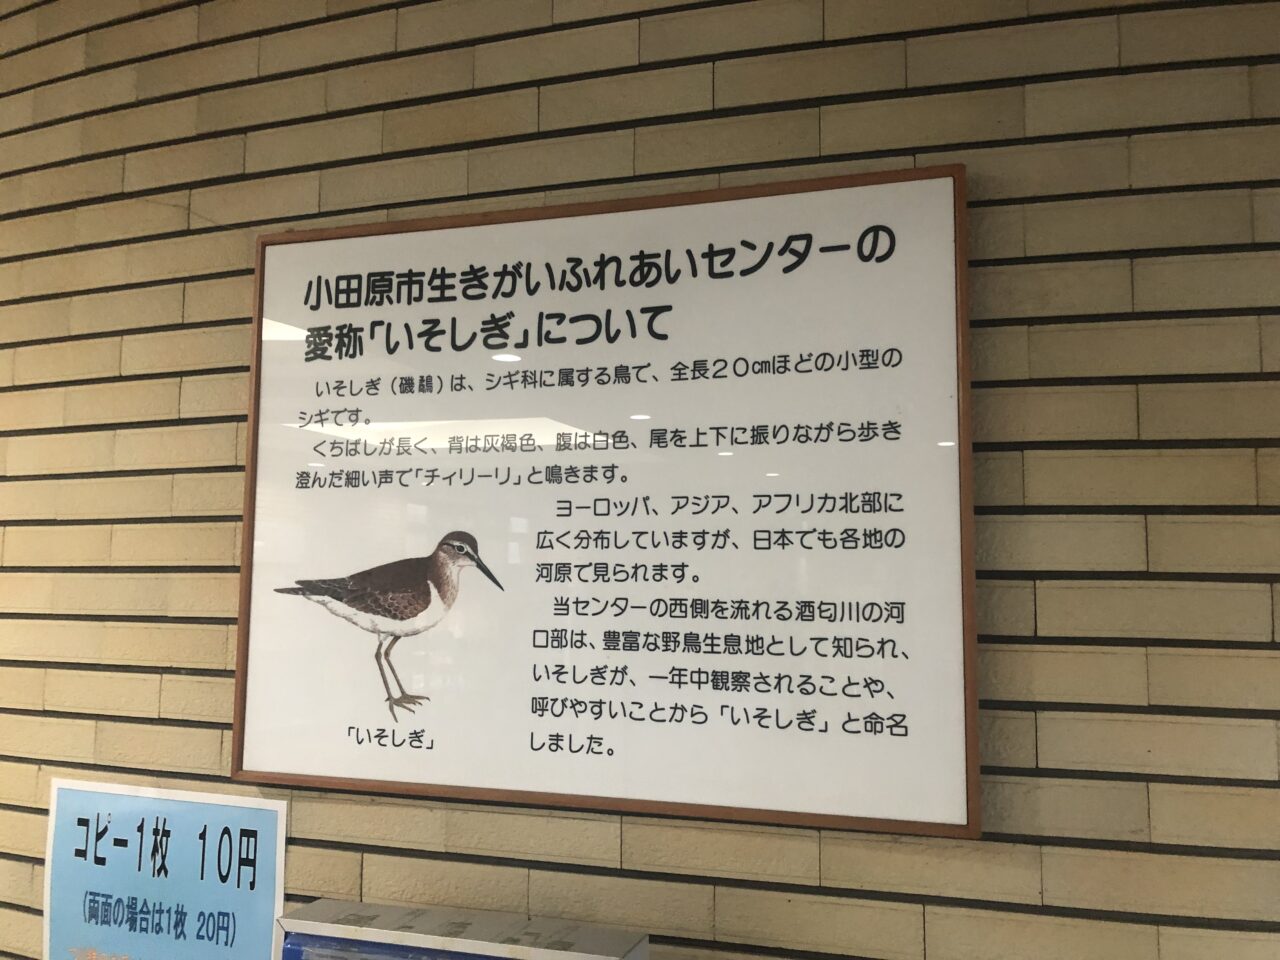 小田原市生きがいふれあいセンターの
愛称「いそしぎ」について
いそしぎ(磯鷸)は、シギ科に属する鳥で、全長20㎝ほどの小型の
シギです。
くちばしが長く、背は灰褐色、腹は白色、尾を上下に振りながら歩き
澄んだ細い声で「チィリーリ」と鳴きます。
ヨーロッパ、アジア、アフリカ北部に
広く分布していますが、日本でも各地の
河原で見られます。
当センターの西側を流れる酒匂川の河
口部は、豊富な野鳥生息地として知られ、
いそしぎが、一年中観察されることや、
呼びやすいことから「いそしぎ」と命名
しました。
「いそしぎ」
コピー1枚 10円
(両面の場合は1枚 20円)